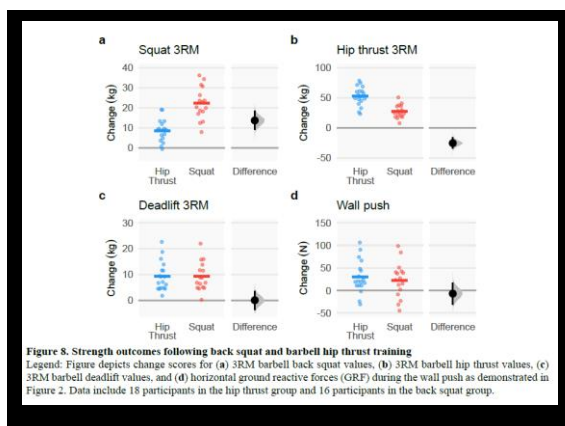 a
Squat 3RM
Change (kg)
40
30
20
10
0
Hip Thrust
Squat
Difference
b
Hip thrust 3RM
Change (kg)
100
50
0
-50
Hip Thrust
Squat
Difference
c
Deadlift 3RM
Change (kg)
30
20
10
0
Hip Thrust
Squat
Difference
d
Wall push
Change (N)
150
100
50
0
-50
Hip Thrust
Squat
Difference
Figure 8. Strength outcomes following back squat and barbell hip thrust training
Legend: Figure depicts change scores for (a) 3RM barbell back squat values, (b) 3RM barbell hip thrust values, (c)
3RM barbell deadlift values, and (d) horizontal ground reactive forces (GRF) during the wall push as demonstrated in
Figure 2. Data include 18 participants in the hip thrust group and 16 participants in the back squat group.